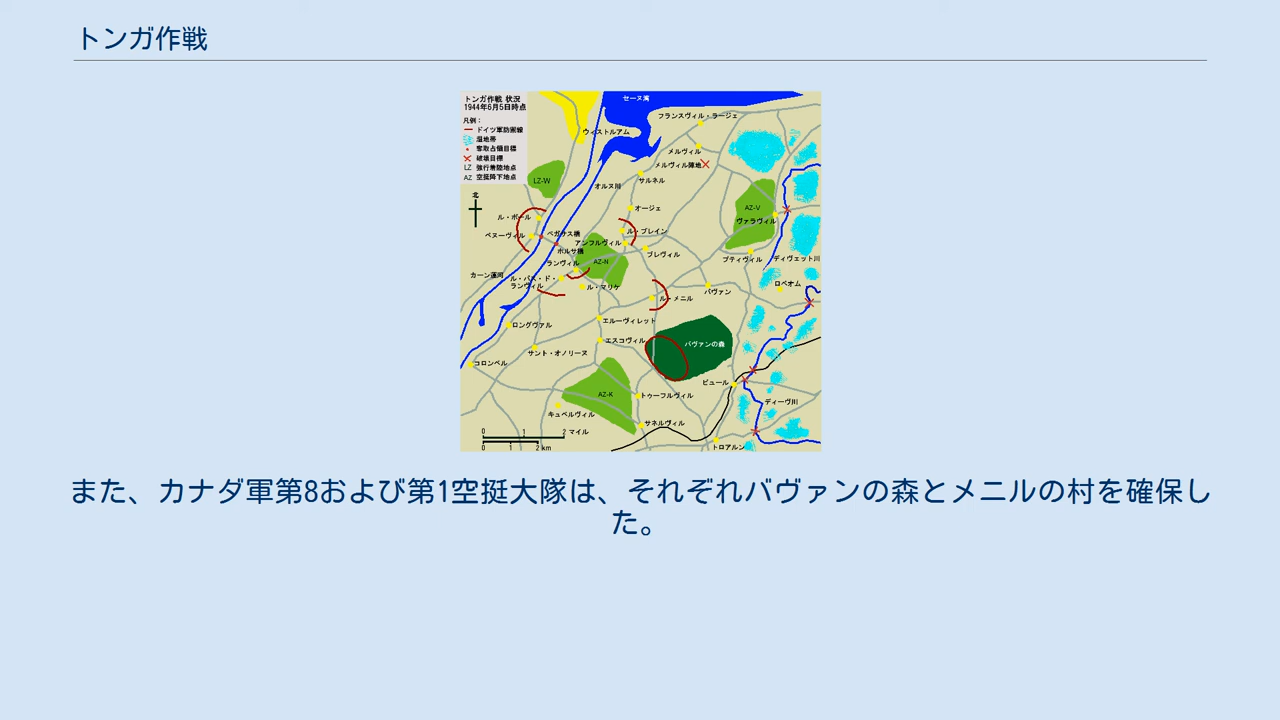 トンガ作戦
トンガ作戦 状況
1944年6月5日時点
凡例：
ドイツ軍防御線
湿地帯
奪取占領目標
破壊目標
LZ 強行着陸地点
AZ 空挺降下地点
北
セーヌ湾
フランスヴィル・ラージェ
ウィストルアム
メルヴィル
メルヴィル陣地
LZ-W
サルネル
オルヌ川
オージェ
AZ-V
ル・ポール
ヴァラヴィル
ベヌーヴィル
ペガサス橋
ル・プレイン
アンフルヴィル
ホルサ橋
ブレヴィル
ランヴィル
AZ-N
プティヴィル
ディヴェット川
カーン運河
ル・バス・ド・
ランヴィル
ル・マリケ
ロベオム
ル・メニル
バヴァン
ロングヴァル
エルーヴィレット
エスコヴィル
バヴァンの森
サント・オノリーヌ
コロンベル
ビュール
AZ-K
トゥーフルヴィル
ディーヴ川
キュベルヴィル
サネルヴィル
0 1 2 マイル
0 1 2 km
トロアルン
また、カナダ軍第8および第1空挺大隊は、それぞれバヴァンの森とメニルの村を確保し
た。